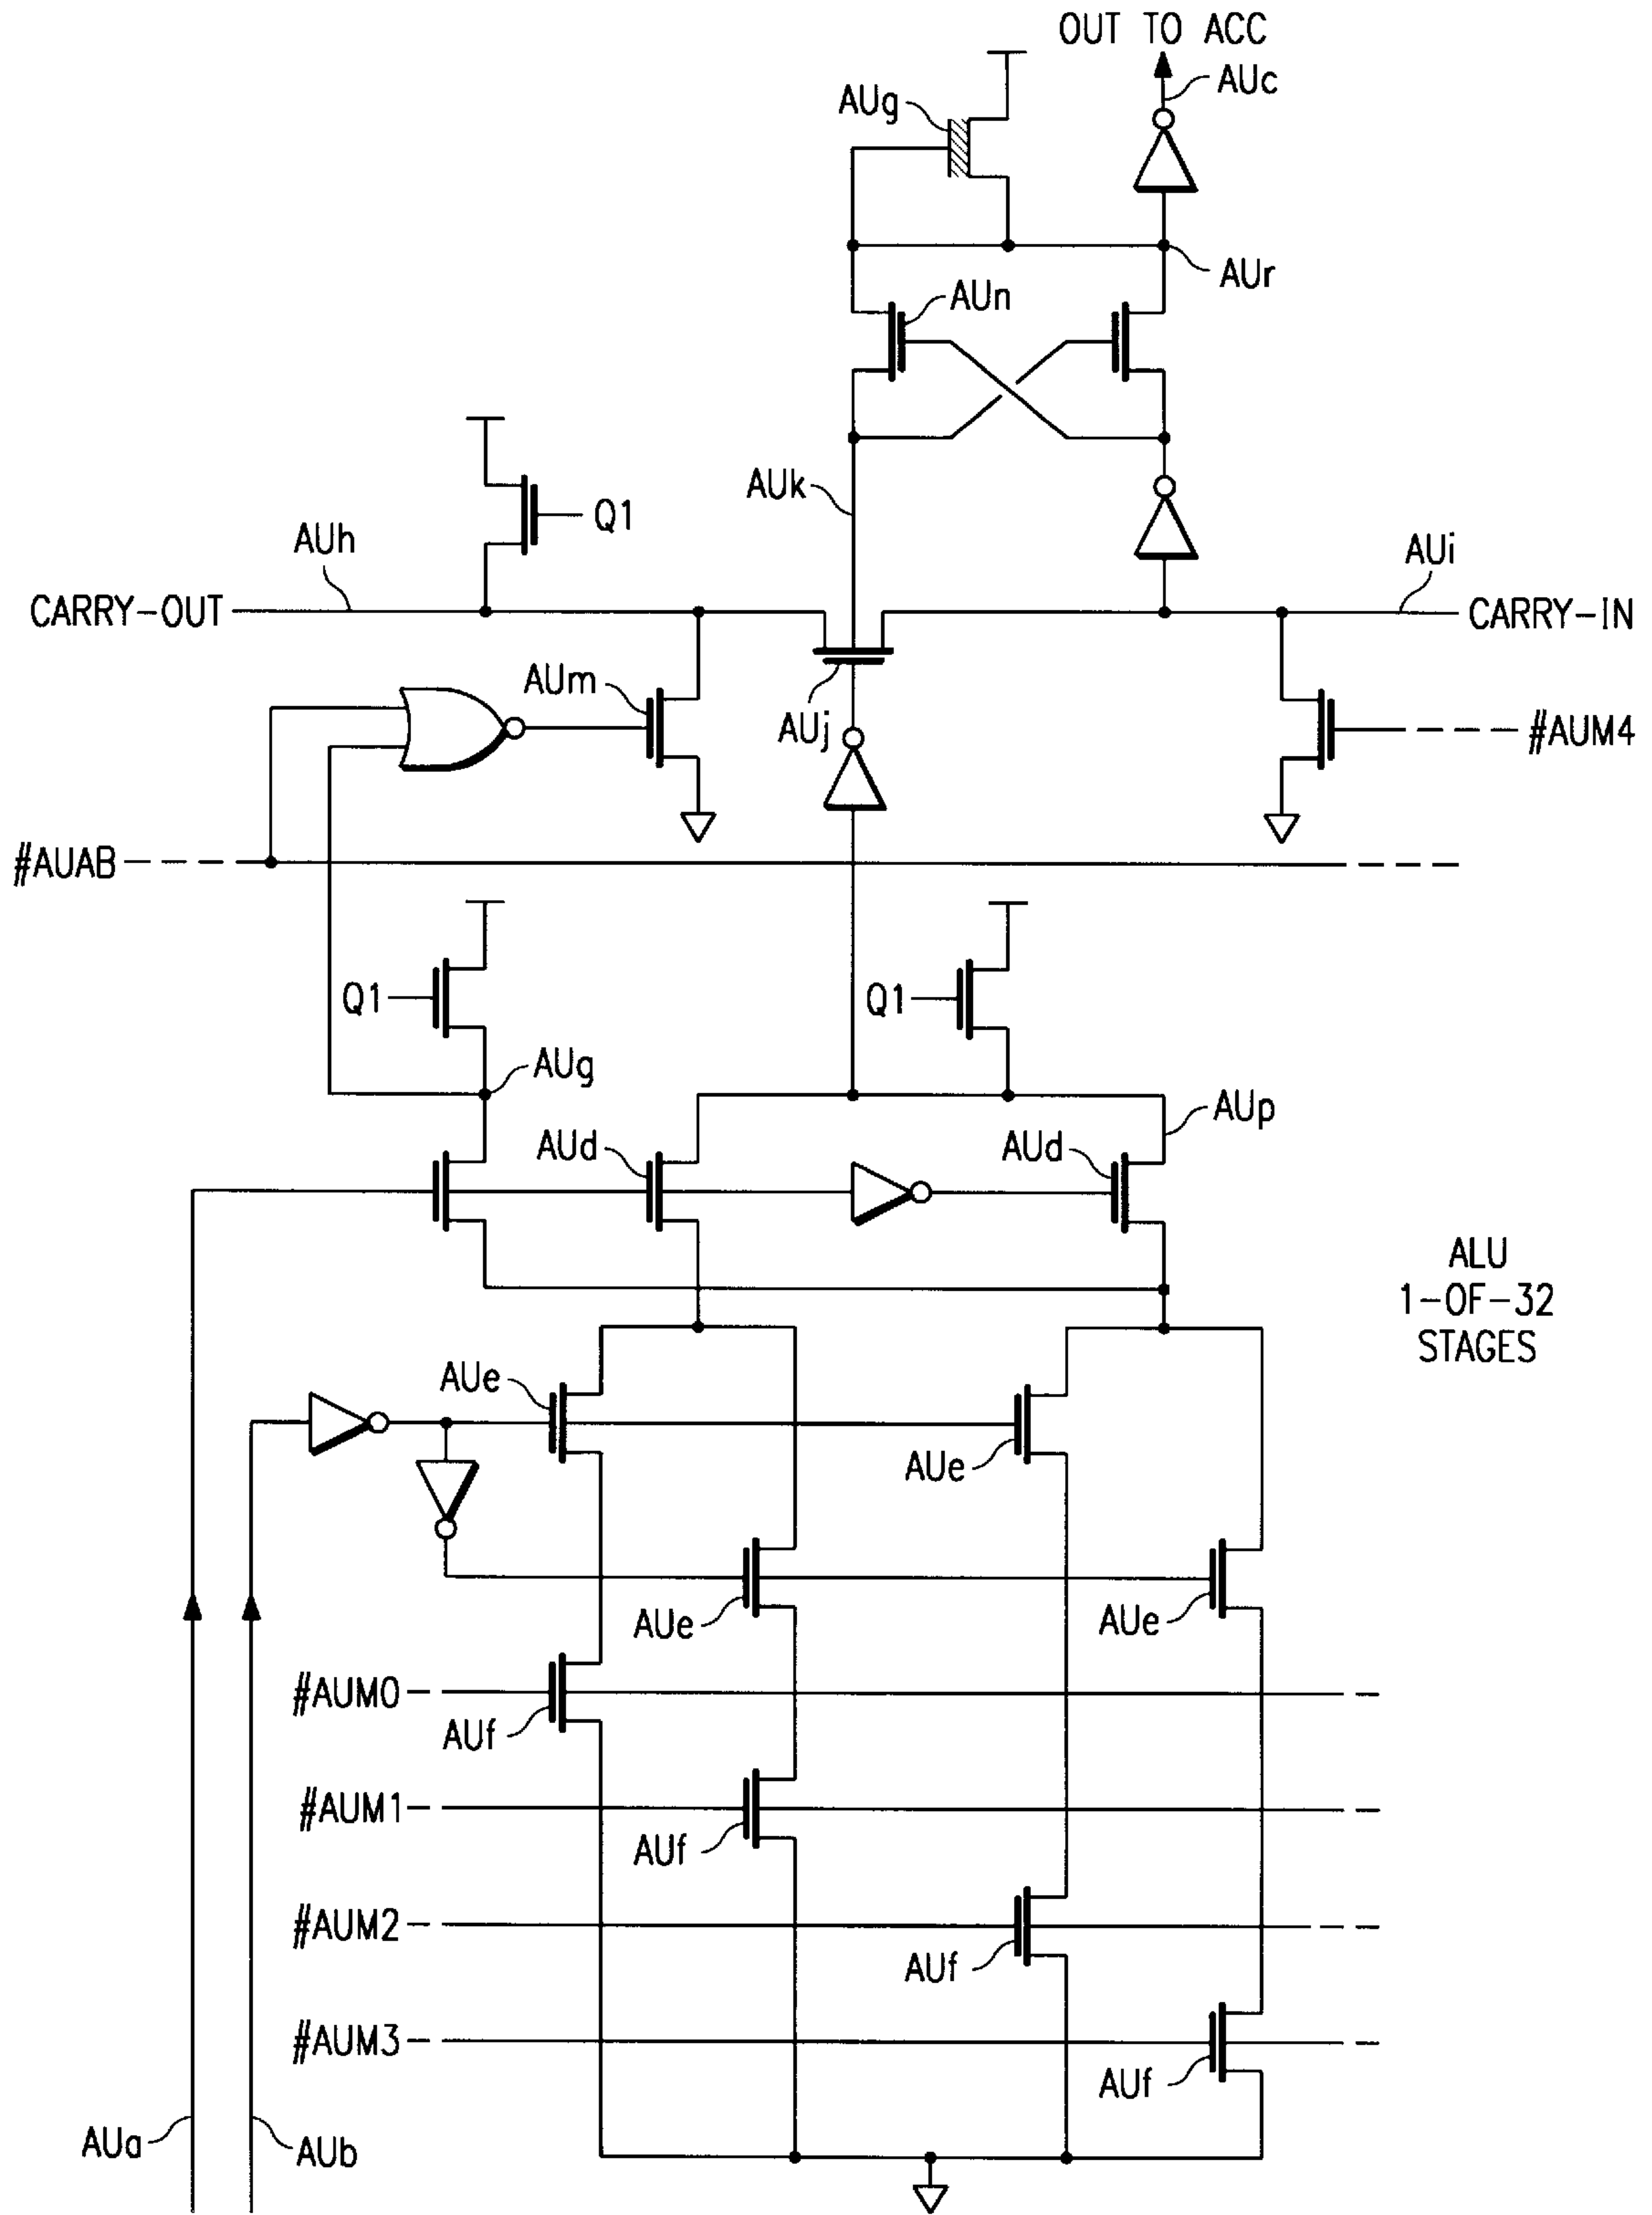 OUT TO ACC
AUc
AUg
AUr
AUn
AUk
Q1
AUh
AUi
CARRY-OUT
CARRY-IN
AUm
AUj
#AUM4
#AUAB
Q1
Q1
AUg
AUp
AUd
AUd
ALU
1-OF-32
STAGES
AUe
AUe
AUe
AUe
#AUM0
AUf
#AUM1
AUf
#AUM2
AUf
#AUM3
AUf
AUa
AUb